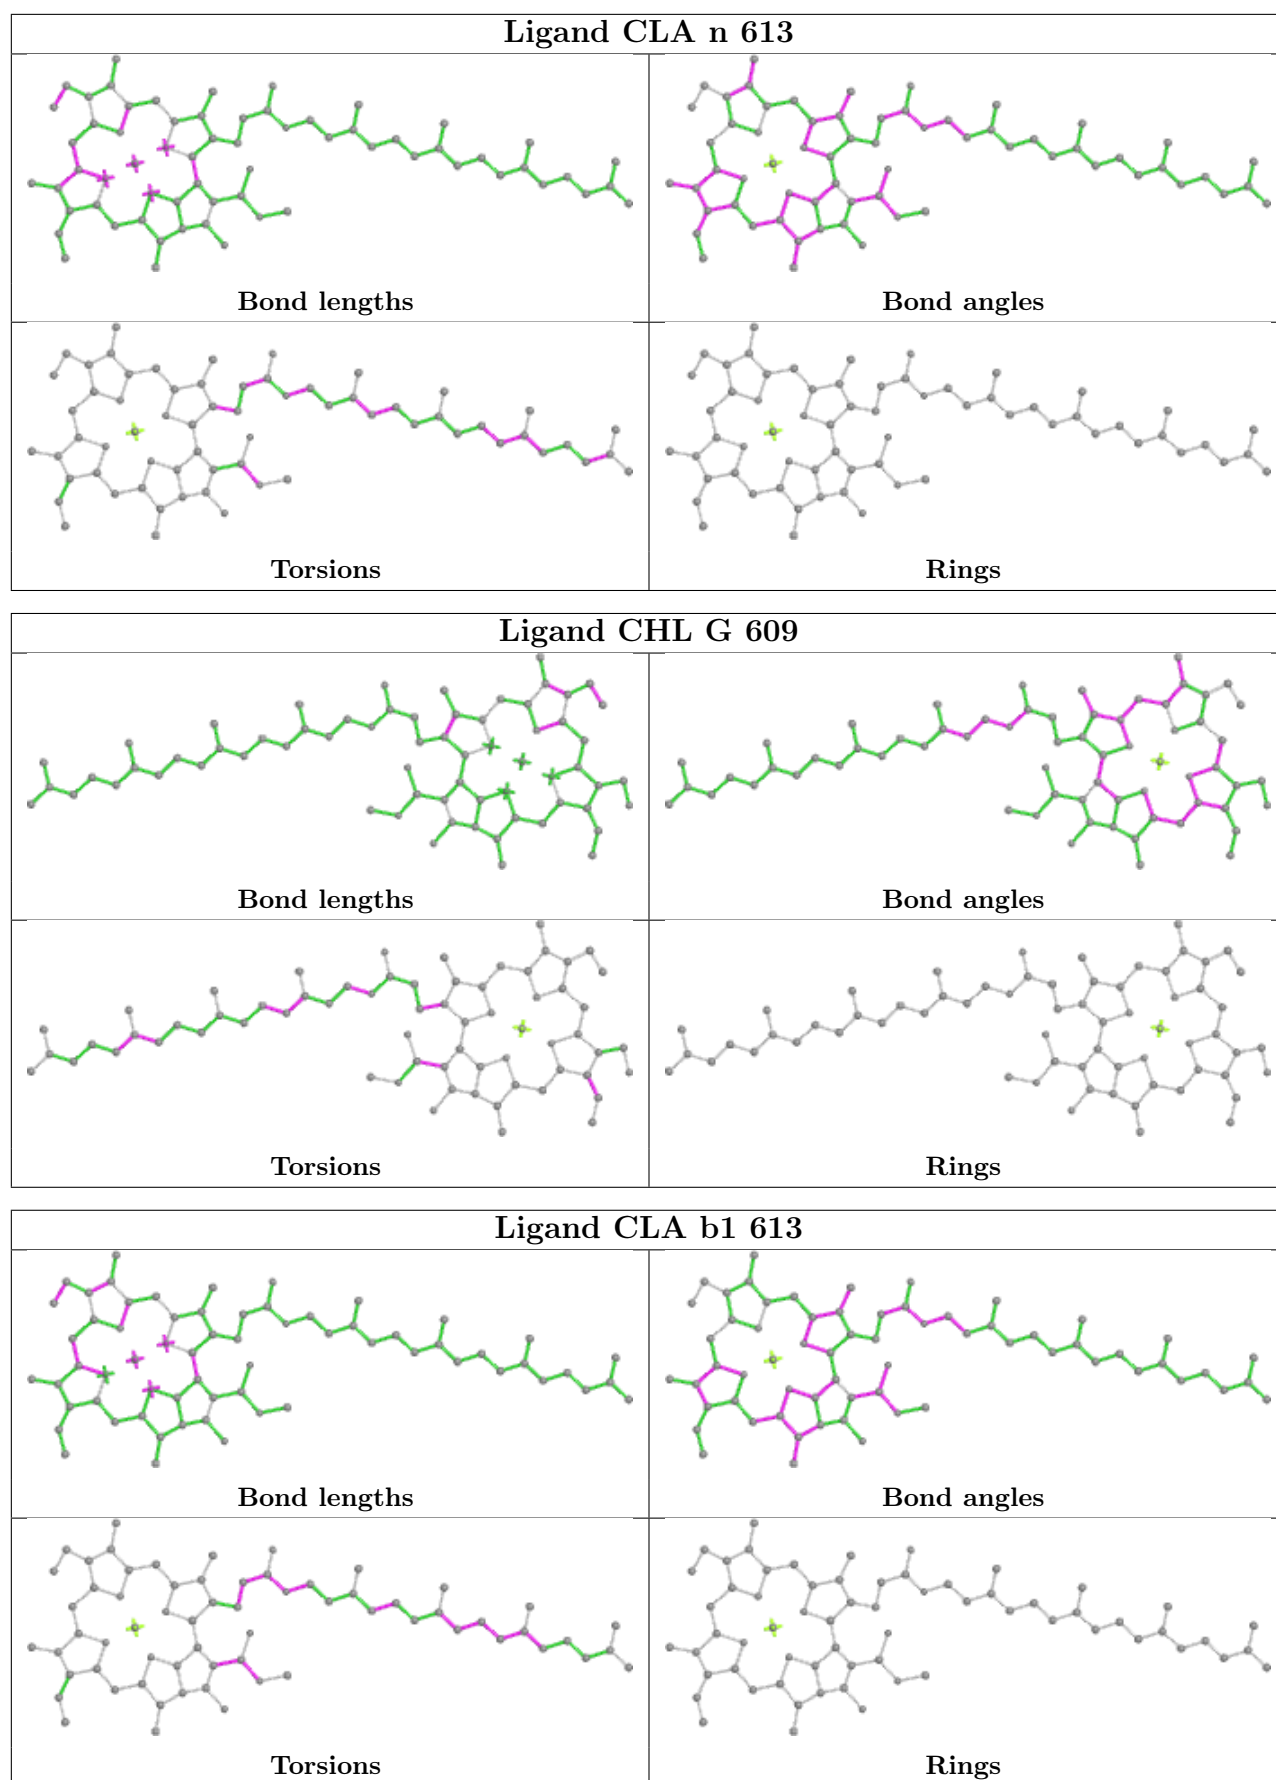 Ligand CLA n 613
Bond lengths
Bond angles
Torsions
Rings
Ligand CHL G 609
Bond lengths
Bond angles
Torsions
Rings
Ligand CLA b1 613
Bond lengths
Bond angles
Torsions
Rings